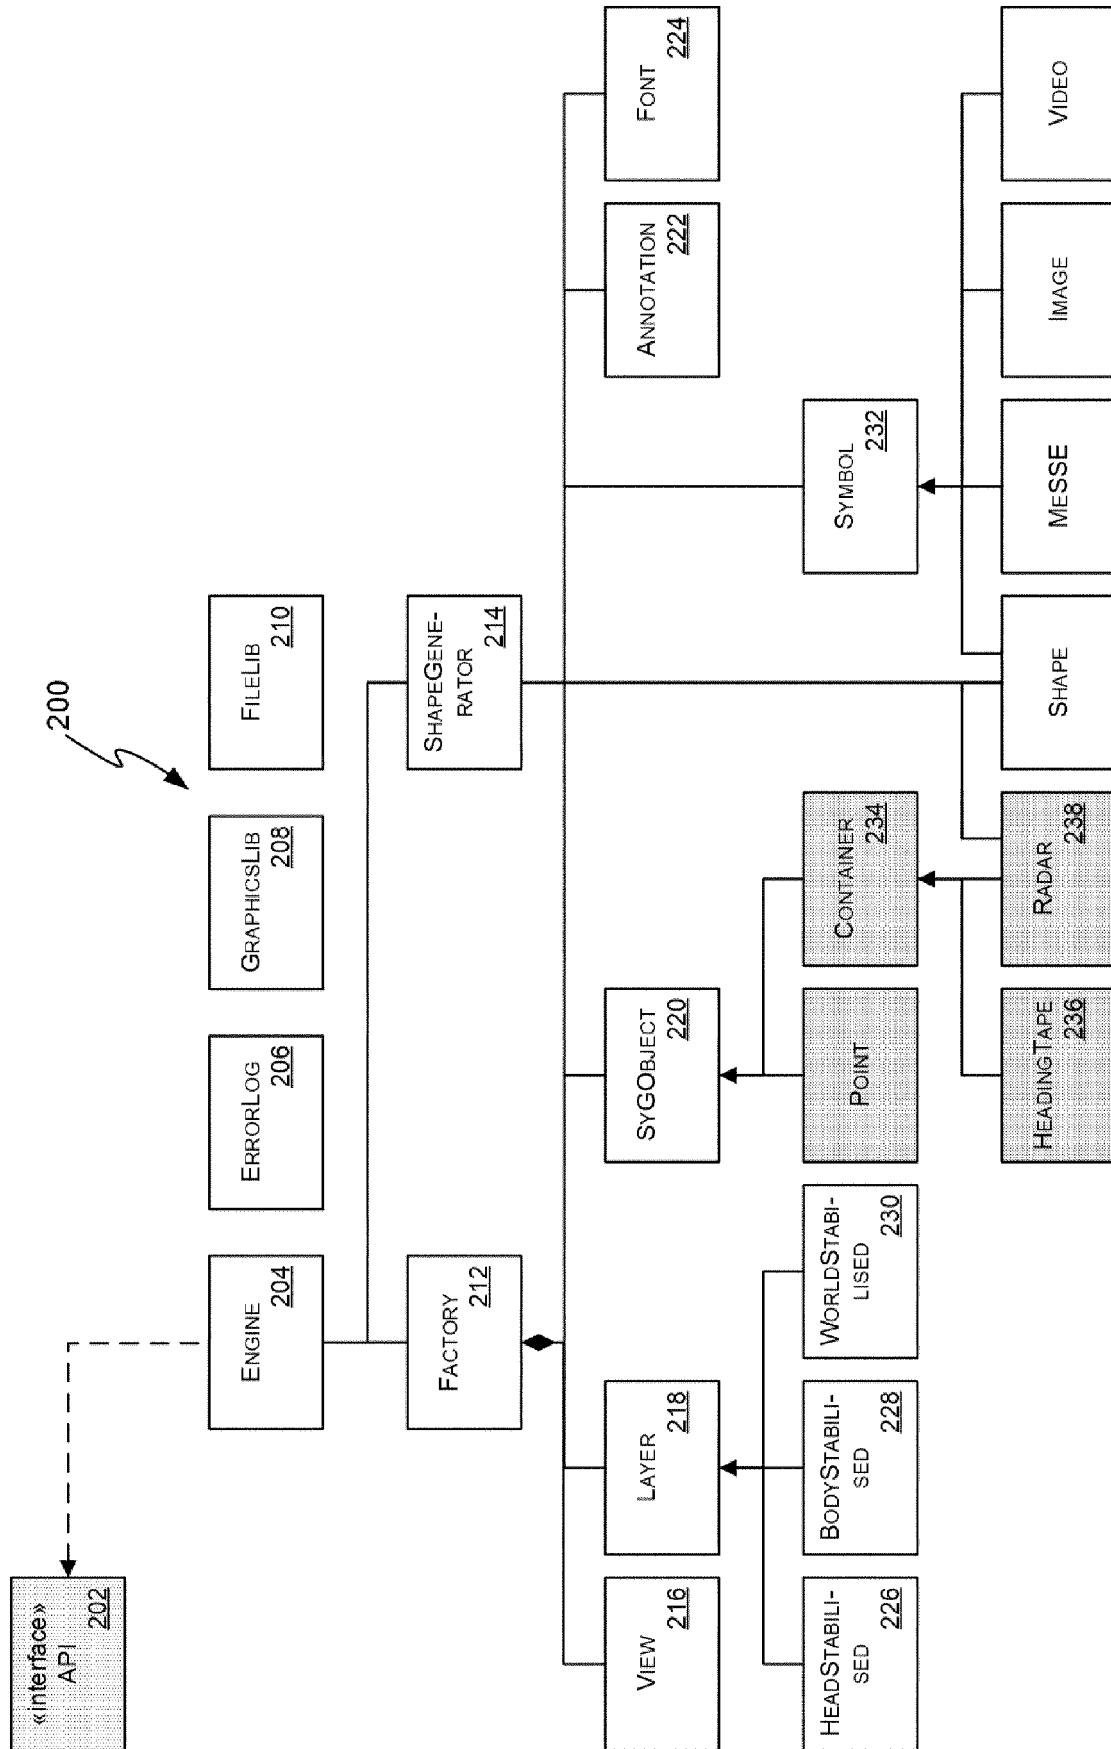 «interface»
API
202
200
Engine
204
ErrorLog
206
GraphicsLib
208
FileLib
210
Factory
212
ShapeGene-
rator
214
View
216
Layer
218
SyGObject
220
Annotation
222
Font
224
HeadStabili-
sed
226
BodyStabili-
sed
228
WorldStabi-
lised
230
Point
Container
234
Symbol
232
HeadingTape
236
Radar
238
Shape
MeSSE
Image
Video